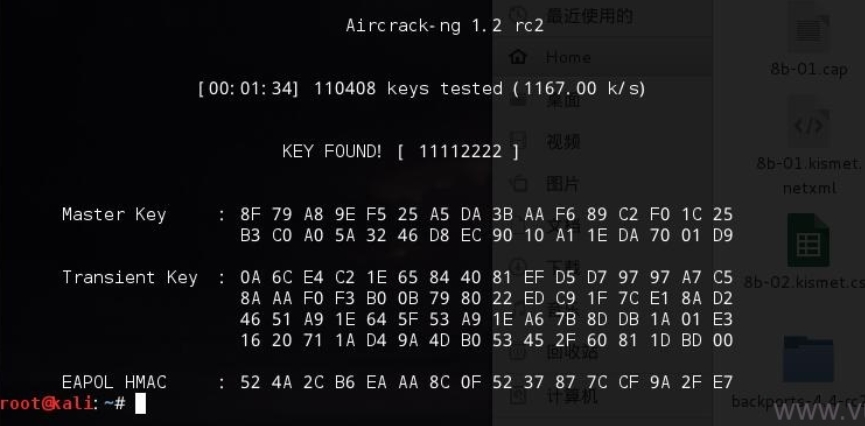 Aircrack-ng 1.2 rc2
[00:01:34] 110408 keys tested (1167.00 k/s)
KEY FOUND! [ 11112222 ]
Master Key : 8F 79 A8 9E F5 25 A5 DA 3B AA F6 89 C2 F0 1C 25
B3 C0 A0 5A 32 46 D8 EC 90 10 A1 1E DA 70 01 D9
Transient Key : 0A 6C E4 C2 1E 65 84 40 81 EF D5 D7 97 97 A7 C5
8A AA F0 F3 B0 0B 79 80 22 ED C9 1F 7C E1 8A D2
46 51 A9 1E 64 5F 53 A9 1E A6 7B 8D DB 1A 01 E3
16 20 71 1A D4 9A 4D B0 53 45 2F 60 81 1D BD 00
EAPOL HMAC : 52 4A 2C B6 EA AA 8C 0F 52 37 87 7C CF 9A 2F E7
root@kali:~#
最近使用的
Home
桌面
视频
图片
文档
下载
音乐
回收站
计算机
8b-01.cap
8b-01.kismet.
netxml
8b-02.kismet.cs
backports-4.4-rc2
www.v